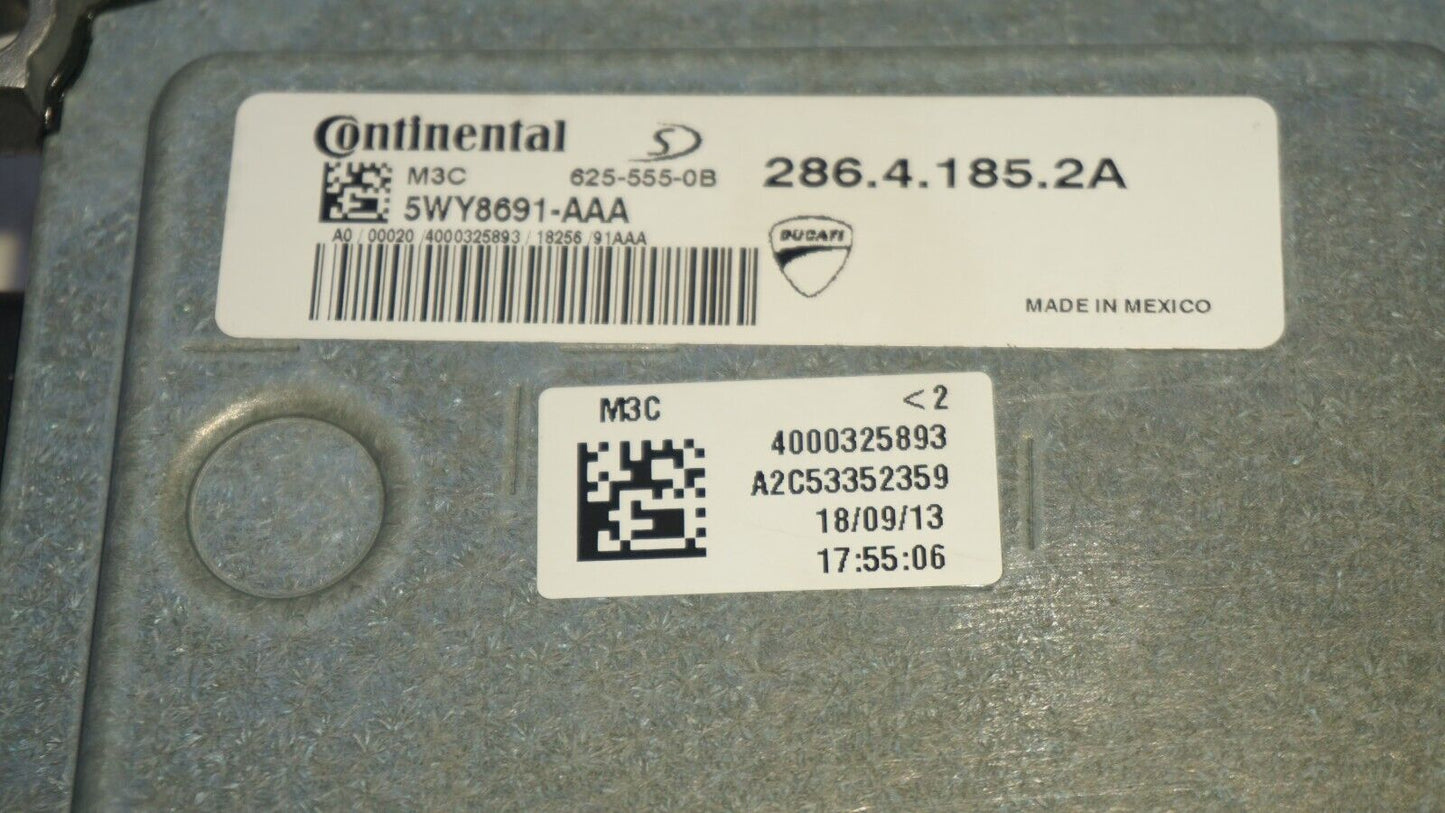 Continental SD
M3C 625-555-0B 286.4.185.2A
5WY8691-AAA
A0 / 00020 / 4000325893 / 18256 / 91AAA
DUCATI
MADE IN MEXICO
M3C <2
4000325893
A2C53352359
18/09/13
17:55:06